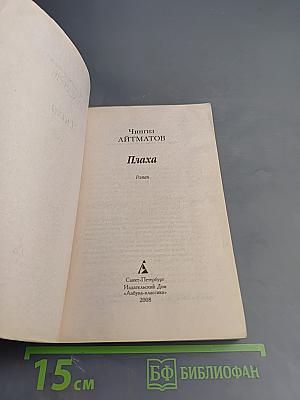 Чингиз
АЙТМАТОВ
Плаха
Роман
Санкт-Петербург
Издательский Дом
«Азбука-классика»
2008
15 см
БФ БИБЛИОФАН